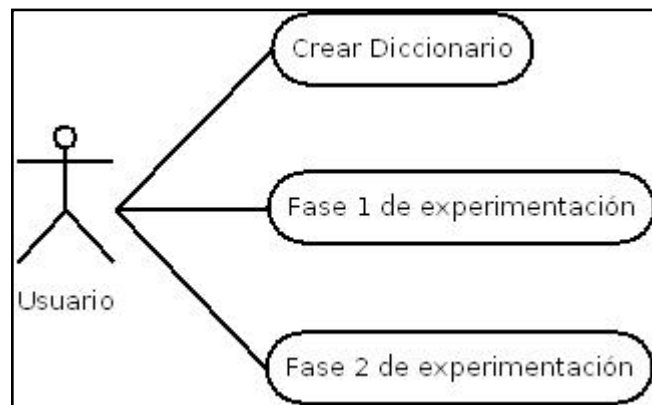 Crear Diccionario
Fase 1 de experimentación
Usuario
Fase 2 de experimentación